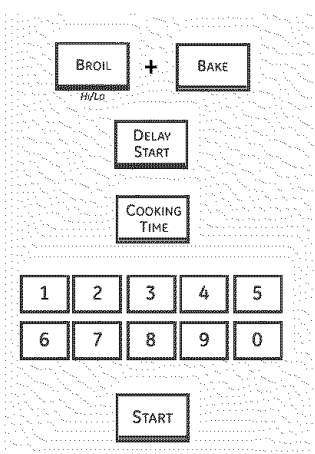 BROIL + BAKE
Hi/Lo
DELAY
START
COOKING
TIME
1 2 3 4 5
6 7 8 9 0
START